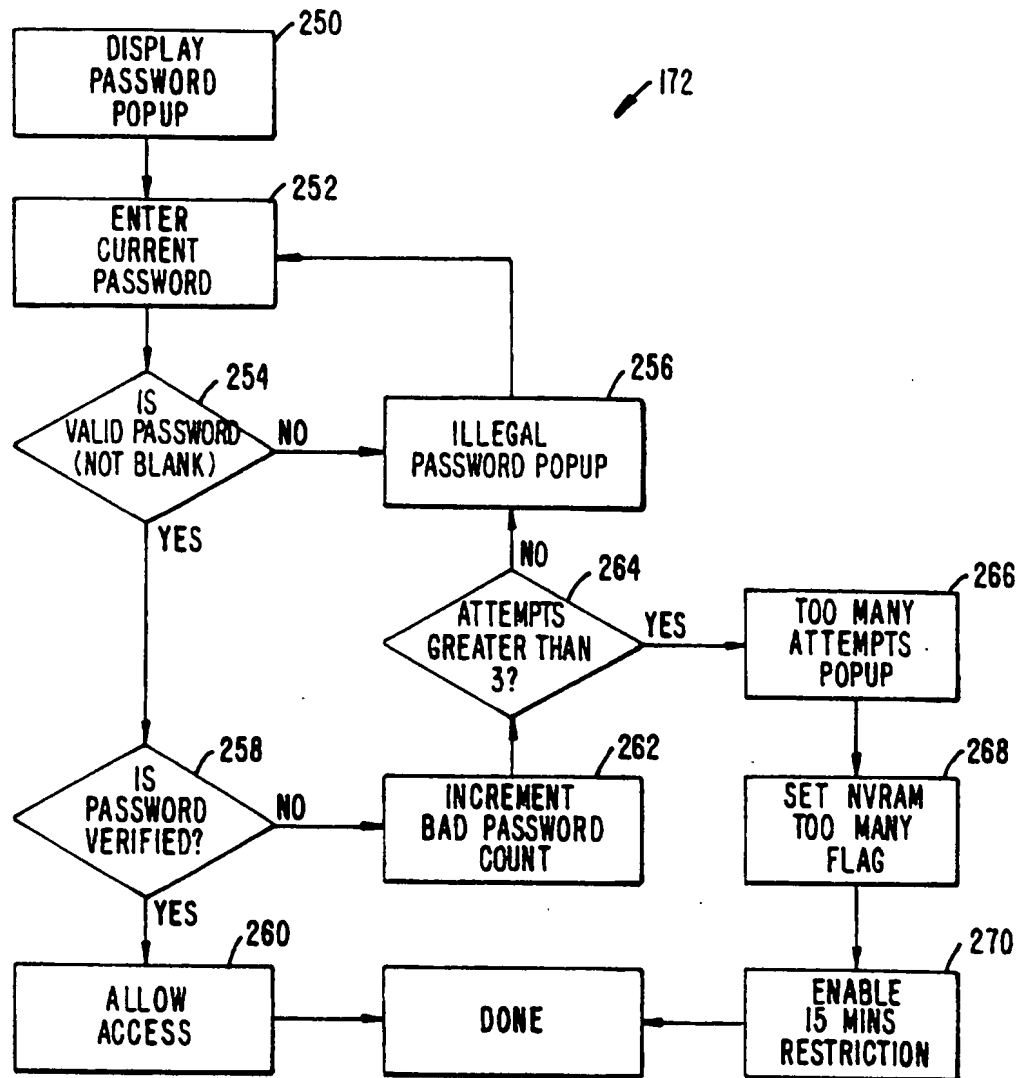 250
DISPLAY
PASSWORD
POPUP
172
252
ENTER
CURRENT
PASSWORD
254
IS
VALID PASSWORD
(NOT BLANK)
NO
YES
256
ILLEGAL
PASSWORD POPUP
NO
264
ATTEMPTS
GREATER THAN
3?
YES
266
TOO MANY
ATTEMPTS
POPUP
258
IS
PASSWORD
VERIFIED?
NO
YES
262
INCREMENT
BAD PASSWORD
COUNT
268
SET NVRAM
TOO MANY
FLAG
260
ALLOW
ACCESS
DONE
270
ENABLE
15 MINS
RESTRICTION